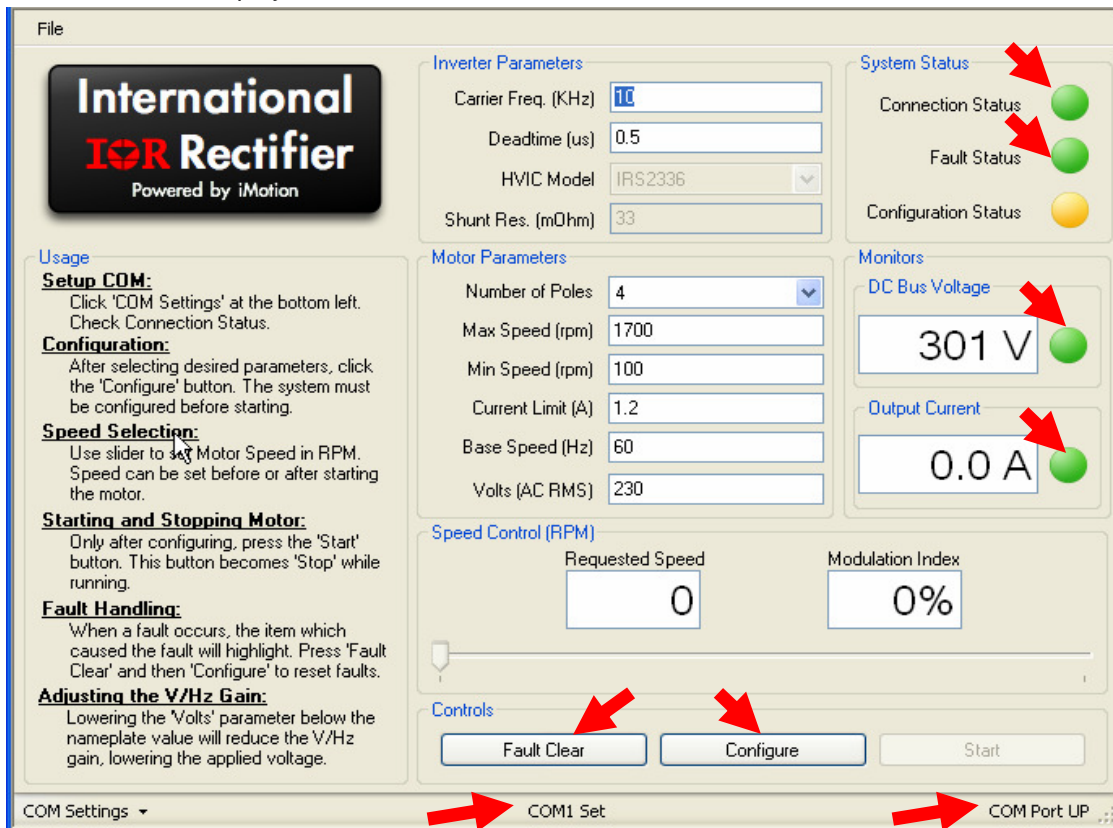 File
International
IOR Rectifier
Powered by iMotion
Usage
Setup COM:
Click 'COM Settings' at the bottom left.
Check Connection Status.
Configuration:
After selecting desired parameters, click
the 'Configure' button. The system must
be configured before starting.
Speed Selection:
Use slider to set Motor Speed in RPM.
Speed can be set before or after starting
the motor.
Starting and Stopping Motor:
Only after configuring, press the 'Start'
button. This button becomes 'Stop' while
running.
Fault Handling:
When a fault occurs, the item which
caused the fault will highlight. Press 'Fault
Clear' and then 'Configure' to reset faults.
Adjusting the V/Hz Gain:
Lowering the 'Volts' parameter below the
nameplate value will reduce the V/Hz
gain, lowering the applied voltage.
Inverter Parameters
Carrier Freq. (KHz) 10
Deadtime (us) 0.5
HVIC Model IRS2336
Shunt Res. (mOhm) 33
Motor Parameters
Number of Poles 4
Max Speed (rpm) 1700
Min Speed (rpm) 100
Current Limit (A) 1.2
Base Speed (Hz) 60
Volts (AC RMS) 230
System Status
Connection Status
Fault Status
Configuration Status
Monitors
DC Bus Voltage
301 V
Output Current
0.0 A
Speed Control (RPM)
Requested Speed Modulation Index
0 0%
Controls
Fault Clear Configure Start
COM Settings COM1 Set COM Port UP